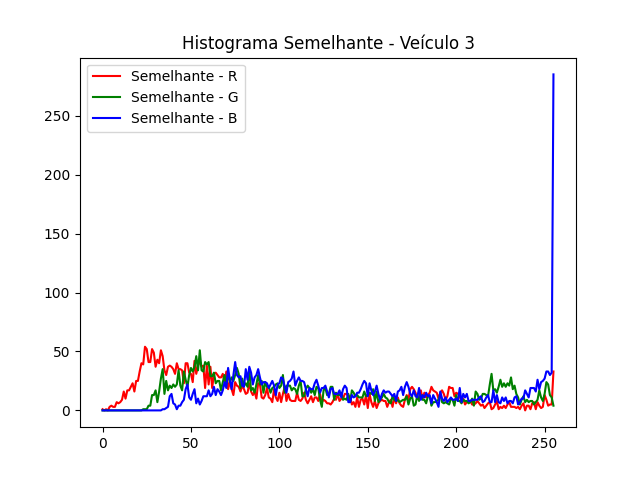 Histograma Semelhante - Veículo 3
Semelhante - R
Semelhante - G
Semelhante - B
250
200
150
100
50
0
0 50 100 150 200 250